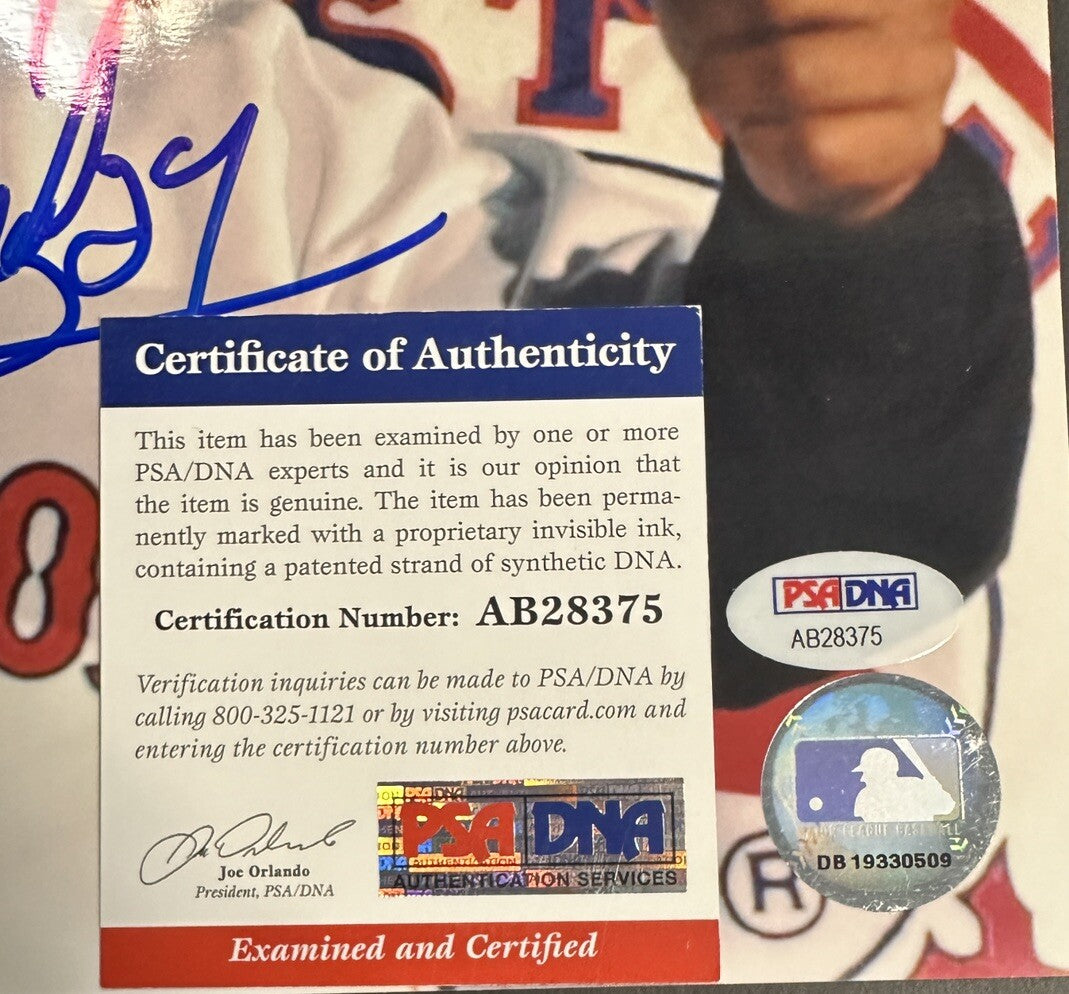 Certificate of Authenticity
This item has been examined by one or more
PSA/DNA experts and it is our opinion that
the item is genuine. The item has been perma-
nently marked with a proprietary invisible ink,
containing a patented strand of synthetic DNA.
Certification Number: AB28375
Verification inquiries can be made to PSA/DNA by
calling 800-325-1121 or by visiting psacard.com and
entering the certification number above.
Joe Orlando
President, PSA/DNA
PSA DNA
AUTHENTICATION SERVICES
Examined and Certified
PSA DNA
AB28375
MAJOR LEAGUE BASEBALL
DB 19330509
®